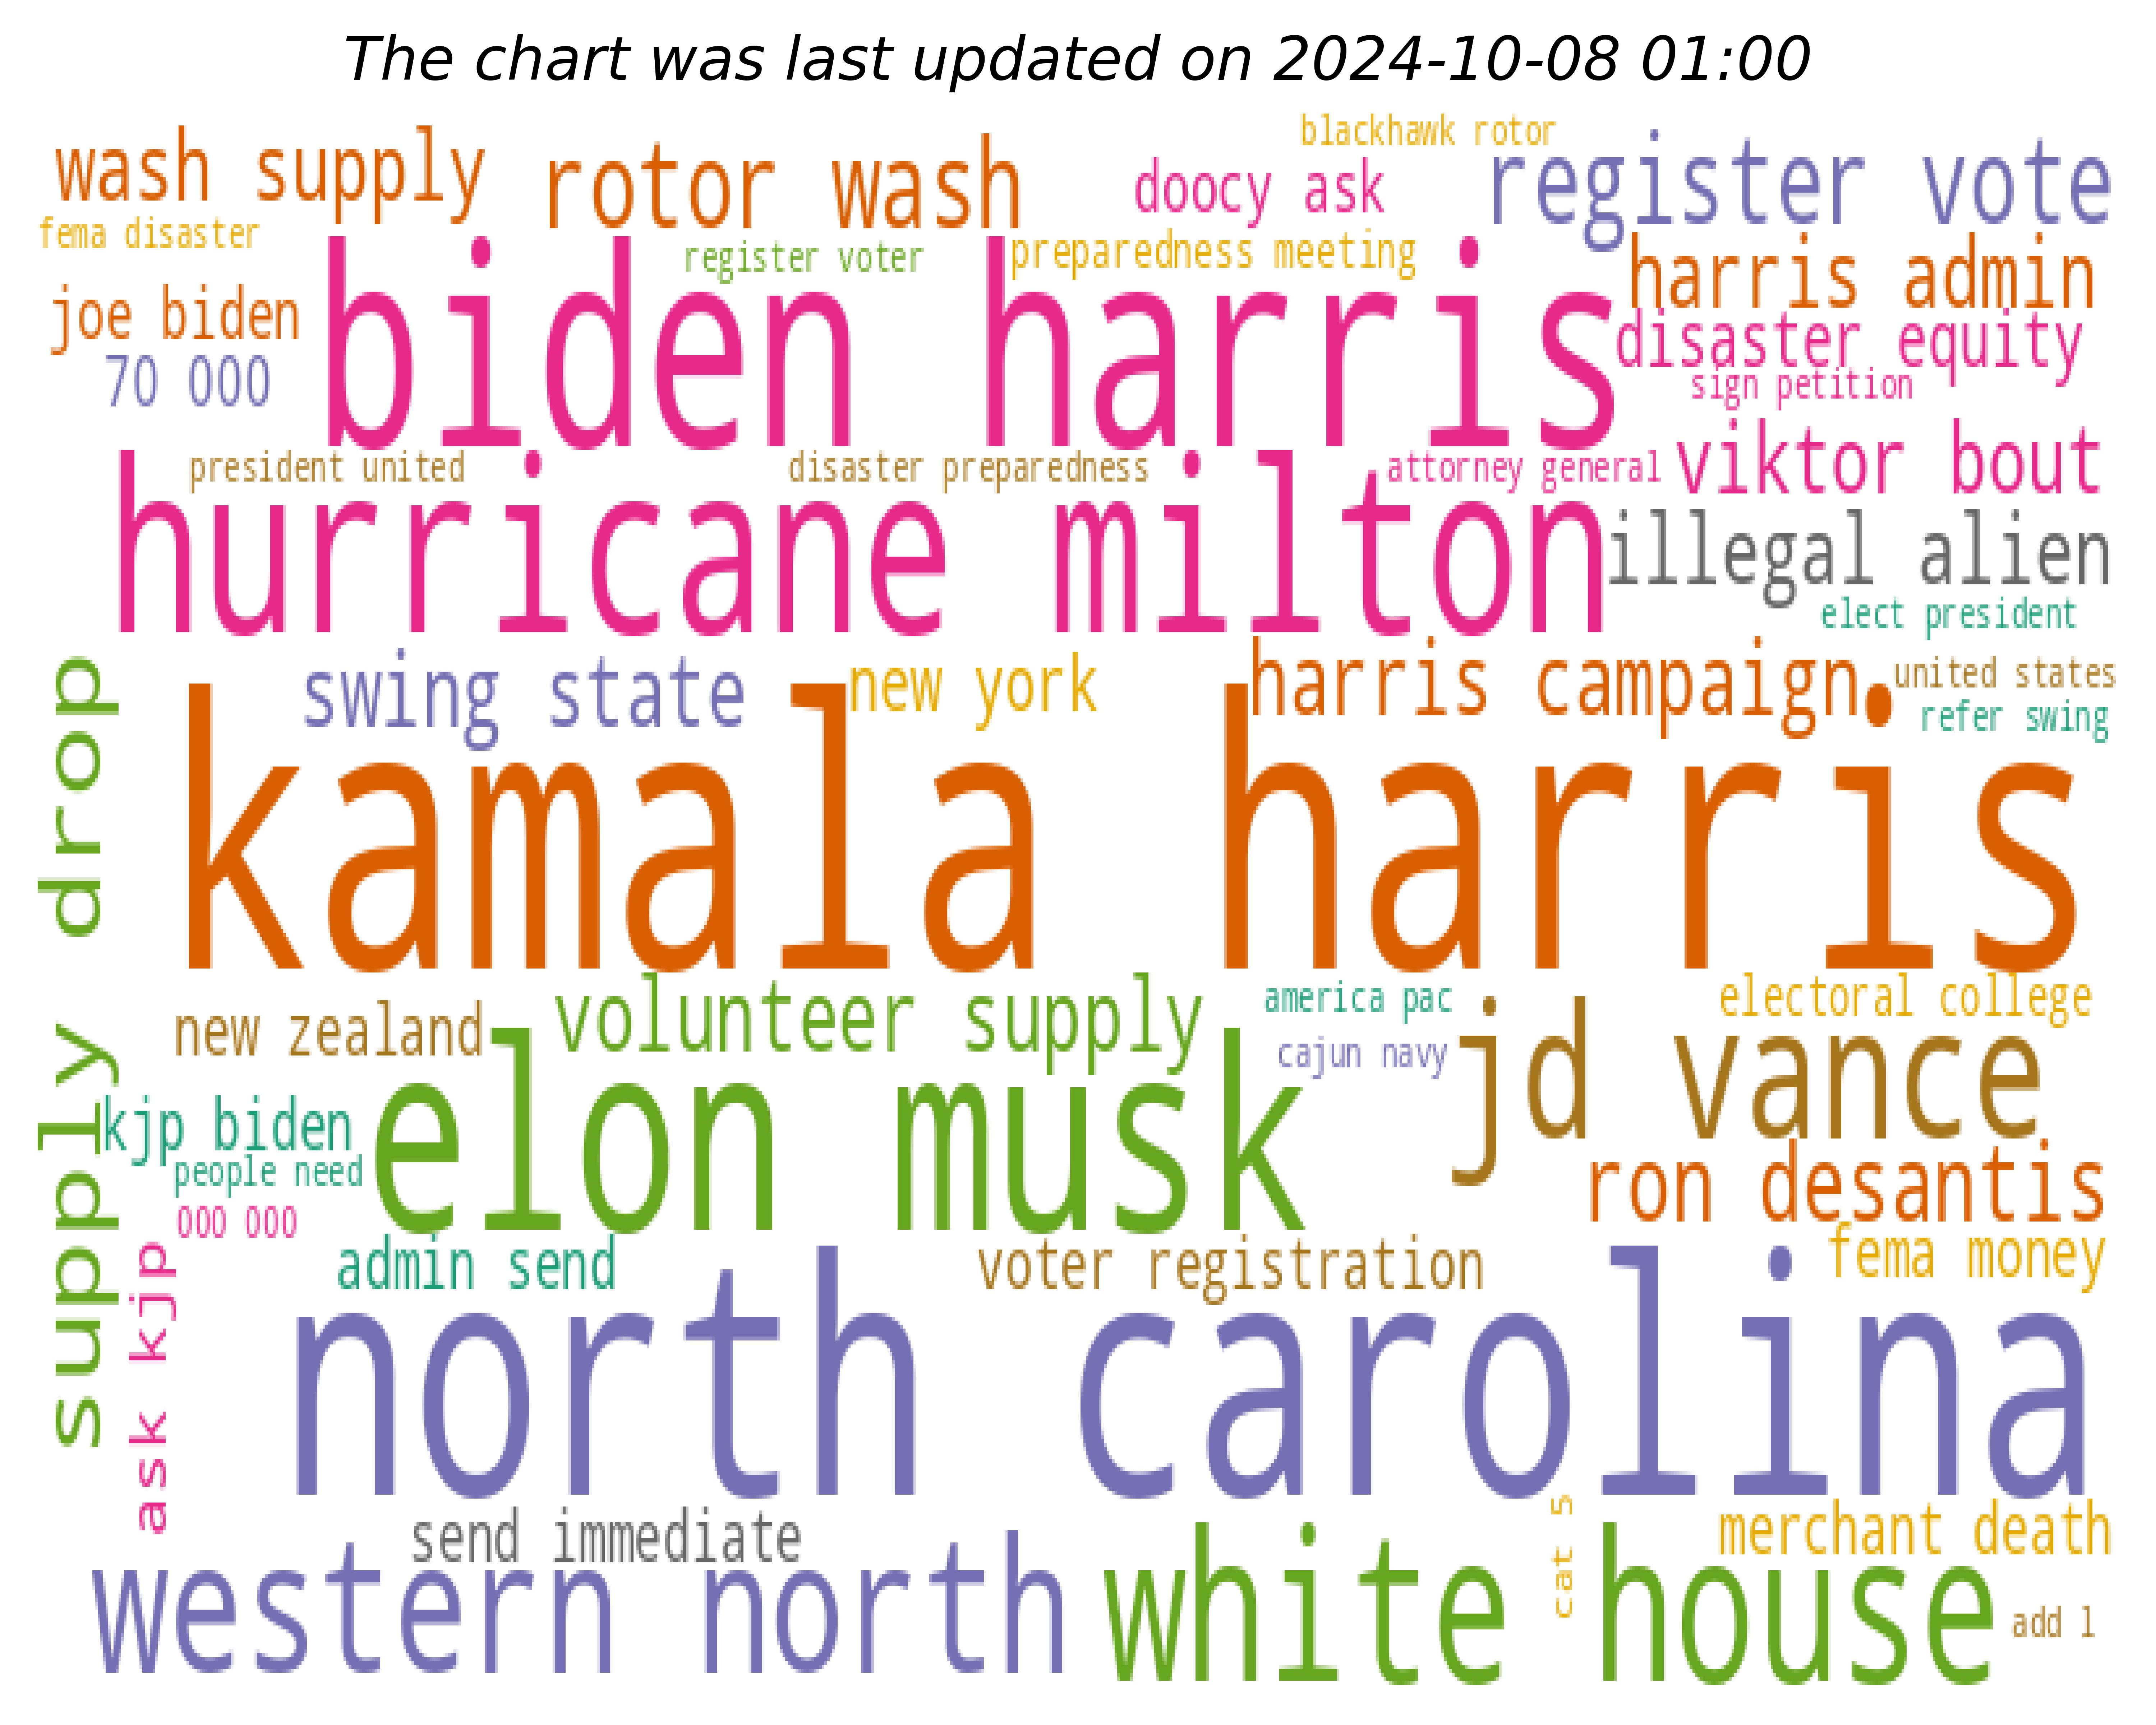 The chart was last updated on 2024-10-08 01:00
blackhawk rotor
wash supply
rotor wash
doocy ask
register vote
fema disaster
register voter
preparedness meeting
harris admin
biden harris
joe biden
disaster equity
70 000
sign petition
president united
disaster preparedness
attorney general
viktor bout
hurricane milton
illegal alien
elect president
swing state
new york
harris campaign
united states
refer swing
supply drop
kamala harris
new zealand
volunteer supply
america pac
electoral college
cajun navy
jd vance
kjp biden
elon musk
people need
ron desantis
000 000
ask kjp
admin send
voter registration
fema money
north carolina
send immediate
cat 5
merchant death
western north
white house
add l